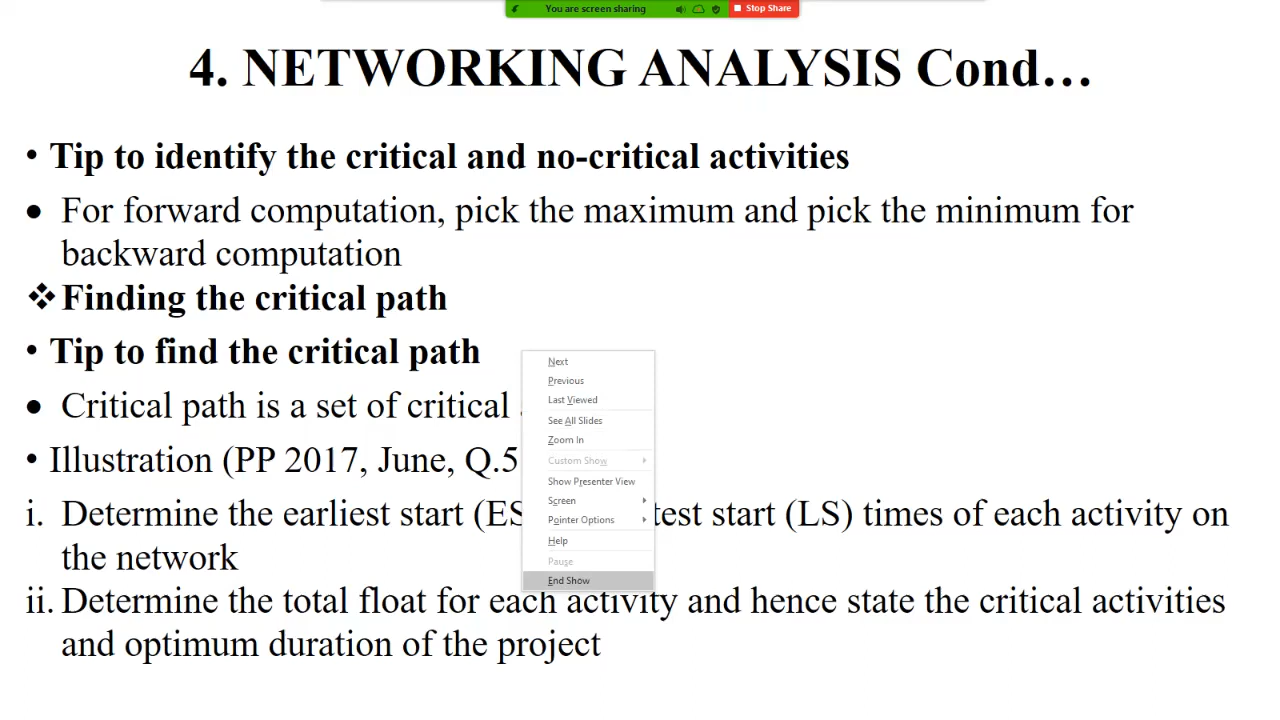 You are screen sharing
Stop Share
4. NETWORKING ANALYSIS Cond…
• Tip to identify the critical and no-critical activities
• For forward computation, pick the maximum and pick the minimum for
backward computation
❖ Finding the critical path
• Tip to find the critical path
• Critical path is a set of critical
• Illustration (PP 2017, June, Q.5
i. Determine the earliest start (ES test start (LS) times of each activity on
the network
ii. Determine the total float for each activity and hence state the critical activities
and optimum duration of the project
Next
Previous
Last Viewed
See All Slides
Zoom In
Custom Show
Show Presenter View
Screen
Pointer Options
Help
Pause
End Show